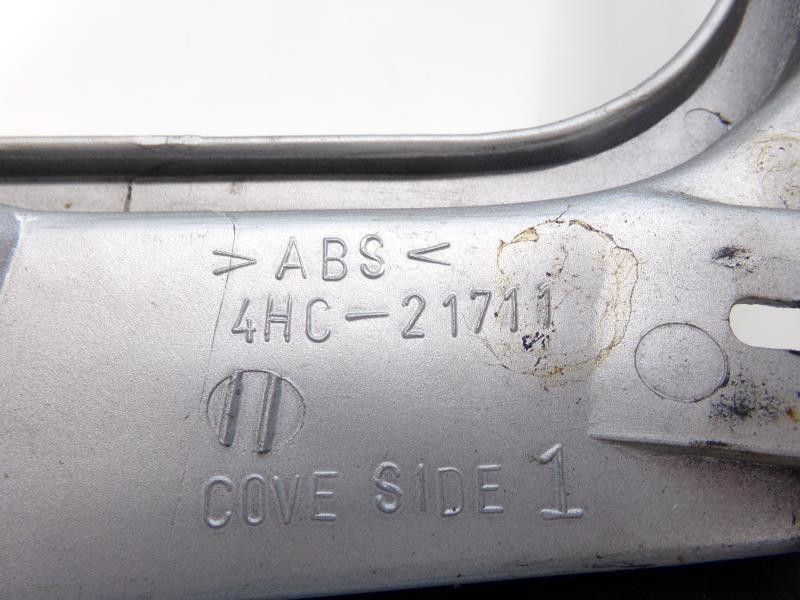 >ABS<
4HC-21711
COVE SIDE 1